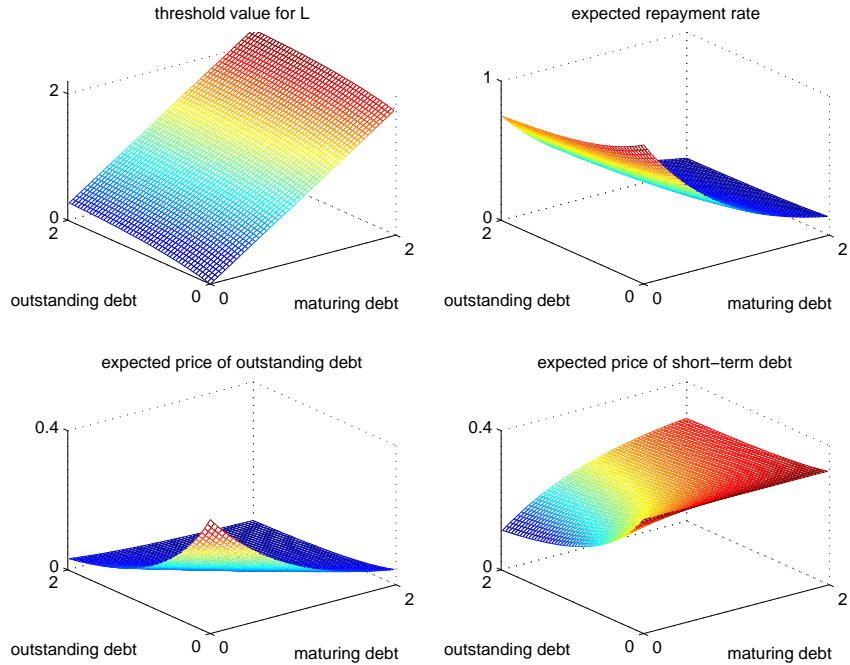 threshold value for L
2
0
2
outstanding debt
0
0
maturing debt
2
expected repayment rate
1
0
2
outstanding debt
0
0
maturing debt
2
expected price of outstanding debt
0.4
0
2
outstanding debt
0
0
maturing debt
2
expected price of short−term debt
0.4
0
2
outstanding debt
0
0
maturing debt
2